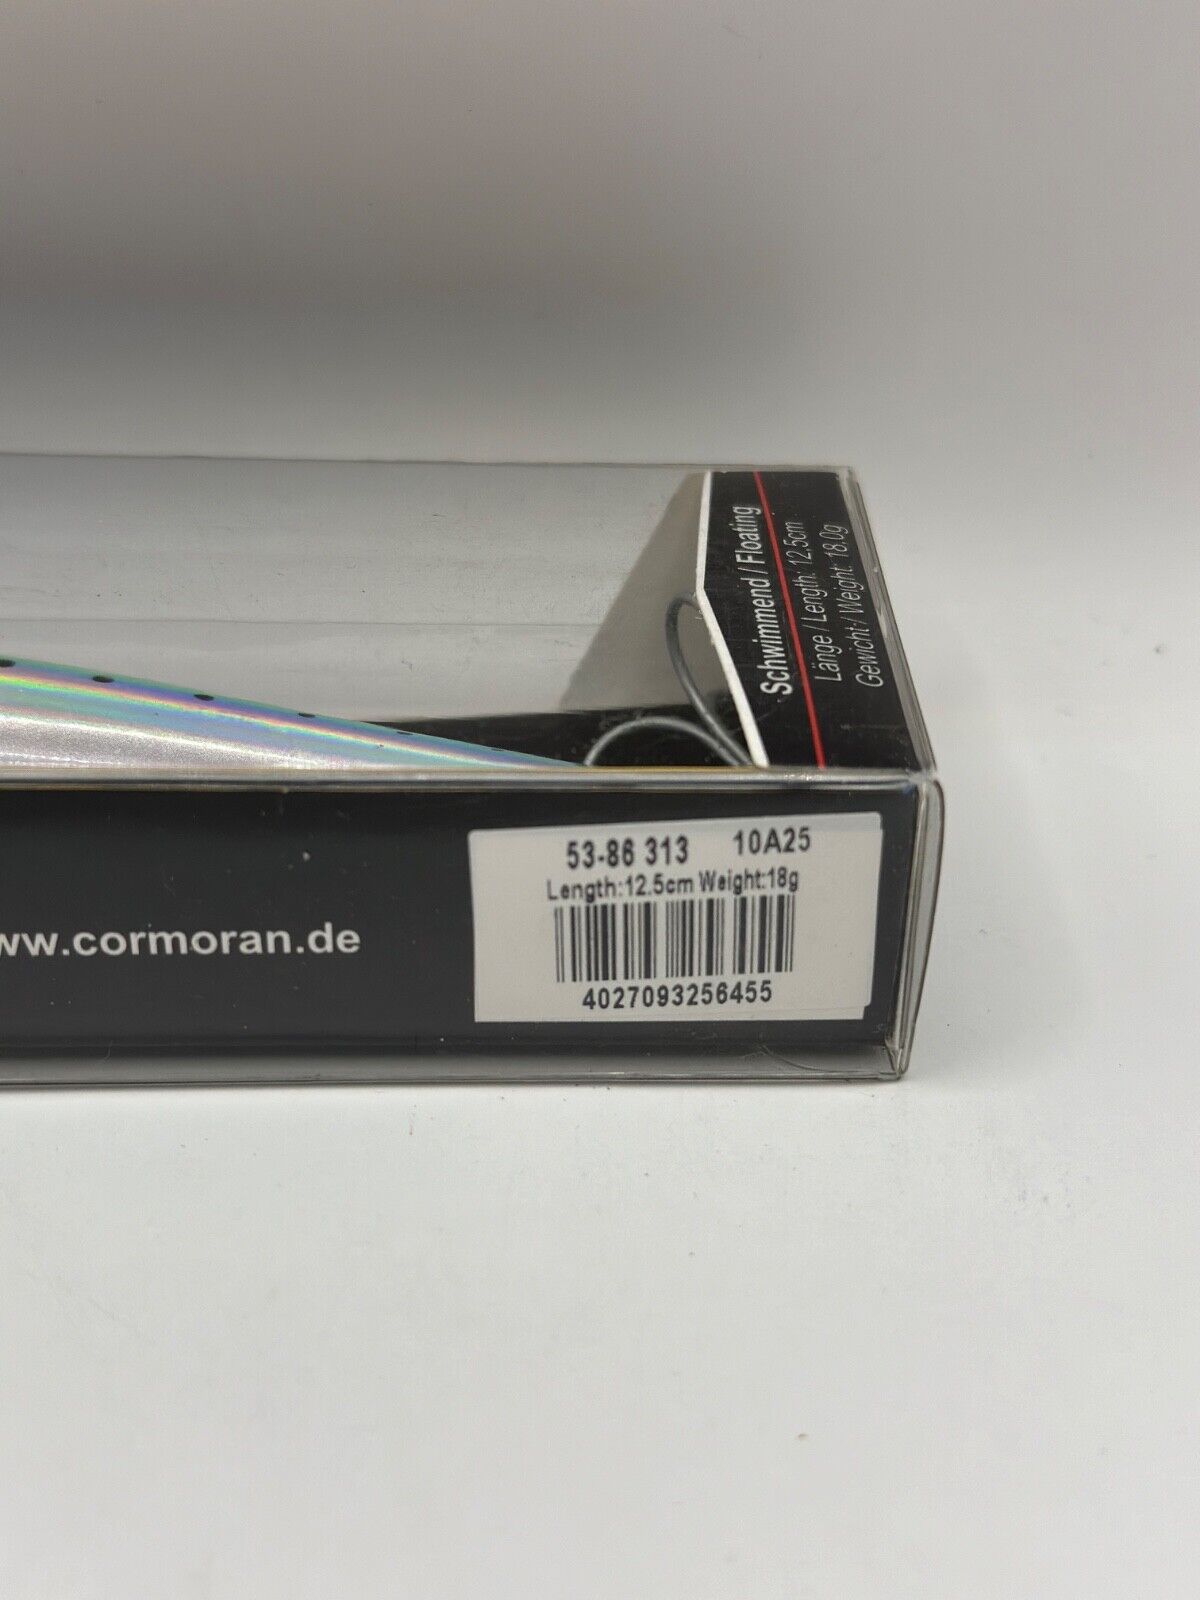 Schwimmend / Floating
Länge / Length: 12,5cm
Gewicht / Weight: 18,0g
ww.cormoran.de
53-86 313 10A25
Length:12.5cm Weight:18g
4027093256455